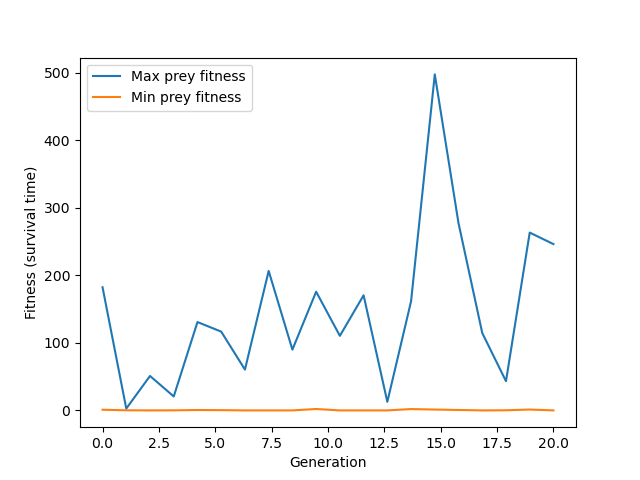 Max prey fitness
Min prey fitness
Fitness (survival time)
500
400
300
200
100
0
0.0 2.5 5.0 7.5 10.0 12.5 15.0 17.5 20.0
Generation